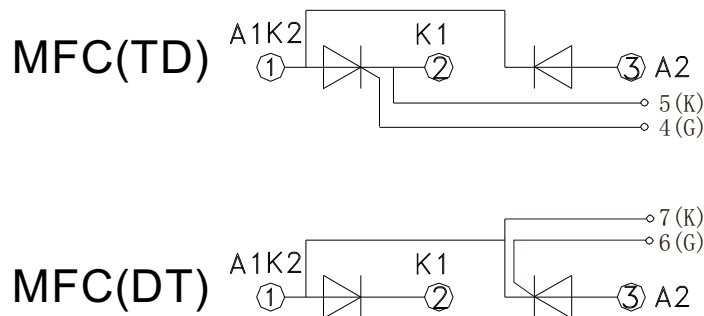 MFC(TD)
A1K2 K1
1 2 3 A2
5(K)
4(G)
7(K)
6(G)
MFC(DT)
A1K2 K1
1 2 3 A2